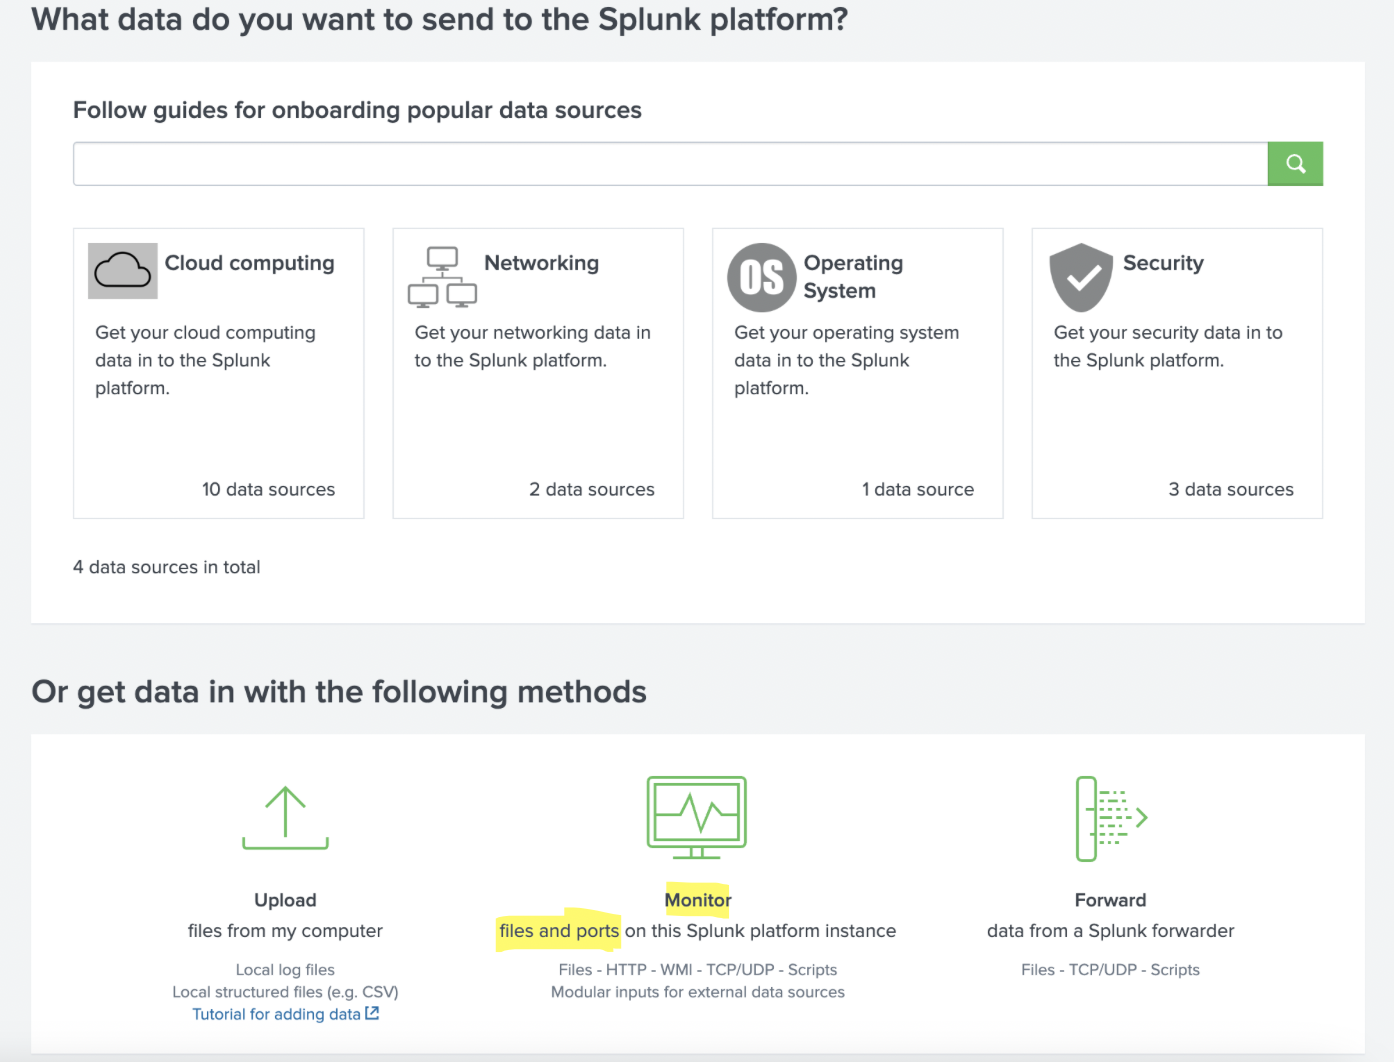 What data do you want to send to the Splunk platform?
Follow guides for onboarding popular data sources
Cloud computing
Get your cloud computing
data in to the Splunk
platform.
10 data sources
Networking
Get your networking data in
to the Splunk platform.
2 data sources
OS
Operating
System
Get your operating system
data in to the Splunk
platform.
1 data source
Security
Get your security data in to
the Splunk platform.
3 data sources
4 data sources in total
Or get data in with the following methods
Upload
files from my computer
Local log files
Local structured files (e.g. CSV)
Tutorial for adding data
Monitor
files and ports on this Splunk platform instance
Files - HTTP - WMI - TCP/UDP - Scripts
Modular inputs for external data sources
Forward
data from a Splunk forwarder
Files - TCP/UDP - Scripts